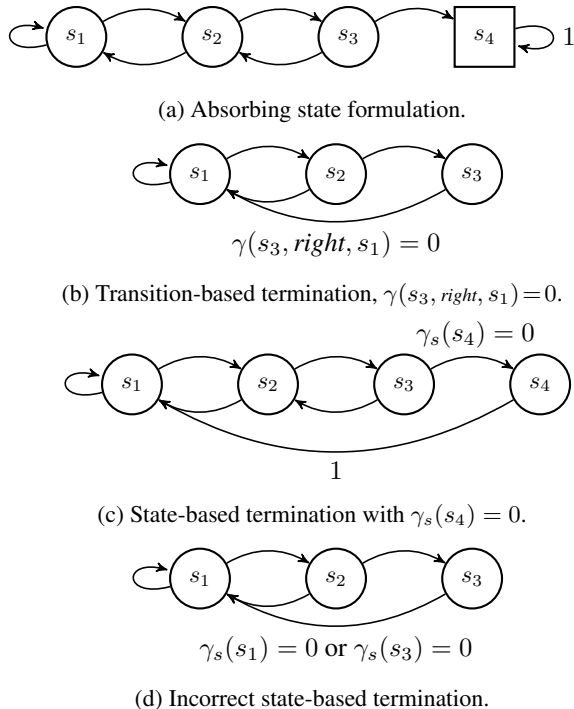 s₁ s₂ s₃ s₄ 1
(a) Absorbing state formulation.
s₁ s₂ s₃
γ(s₃, right, s₁) = 0
(b) Transition-based termination, γ(s₃, right, s₁)=0.
γₛ(s₄) = 0
s₁ s₂ s₃ s₄
1
(c) State-based termination with γₛ(s₄) = 0.
s₁ s₂ s₃
γₛ(s₁) = 0 or γₛ(s₃) = 0
(d) Incorrect state-based termination.